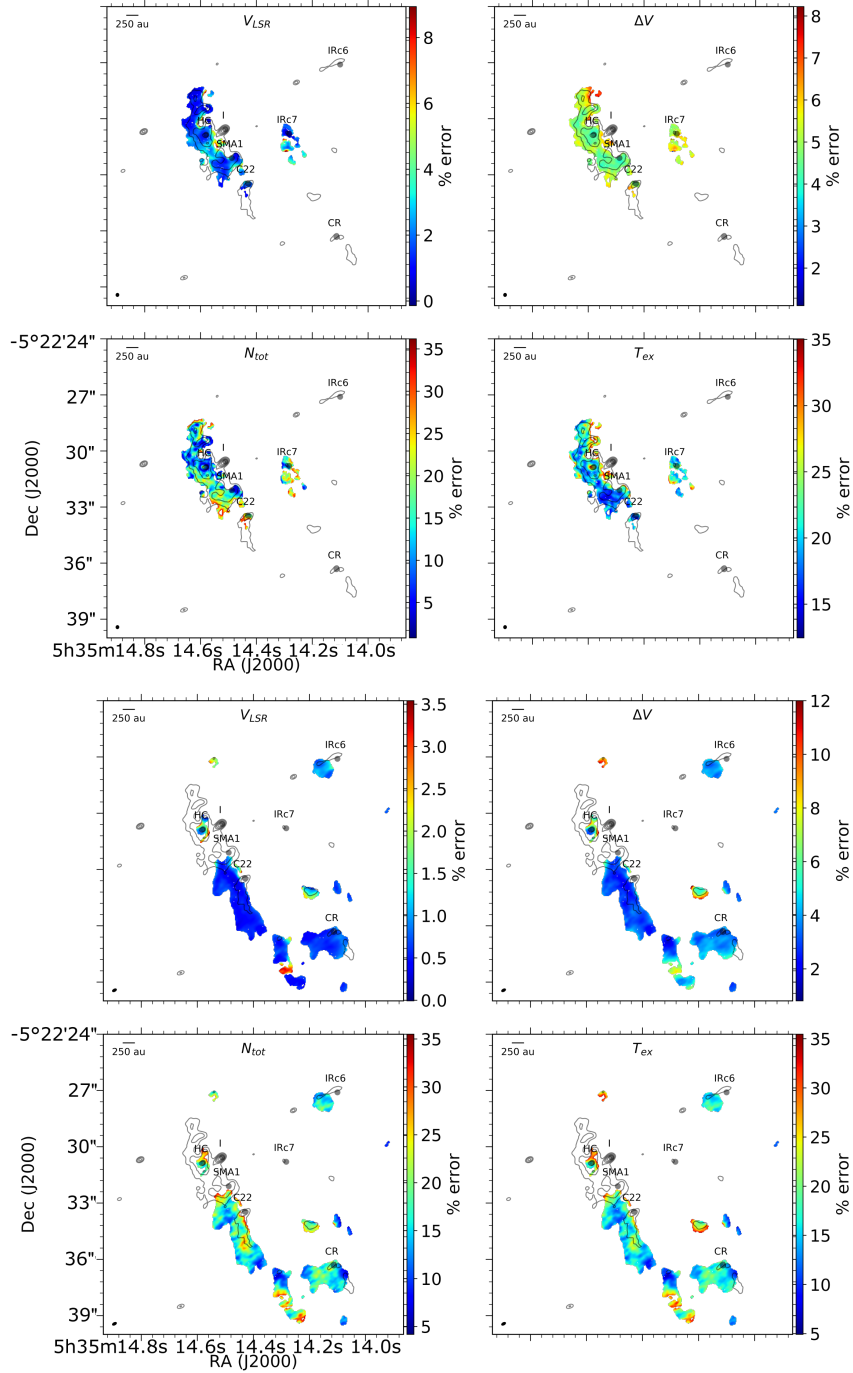 V_LSR
250 au
IRc6
HC
I
IRc7
SMA1
C22
CR
8
6
4
2
0
% error
ΔV
250 au
IRc6
HC
I
IRc7
SMA1
C22
CR
8
7
6
5
4
3
2
% error
-5°22'24"
27"
30"
33"
36"
39"
Dec (J2000)
N_tot
250 au
IRc6
HC
I
IRc7
SMA1
C22
CR
35
30
25
20
15
10
5
% error
5h35m14.8s 14.6s 14.4s 14.2s 14.0s
RA (J2000)
T_ex
250 au
IRc6
HC
I
IRc7
SMA1
C22
CR
35
30
25
20
15
% error
V_LSR
250 au
IRc6
HC
I
IRc7
SMA1
C22
CR
3.5
3.0
2.5
2.0
1.5
1.0
0.5
0.0
% error
ΔV
250 au
IRc6
HC
I
IRc7
SMA1
C22
CR
12
10
8
6
4
2
% error
-5°22'24"
27"
30"
33"
36"
39"
Dec (J2000)
N_tot
250 au
IRc6
HC
I
IRc7
SMA1
C22
CR
35
30
25
20
15
10
5
% error
5h35m14.8s 14.6s 14.4s 14.2s 14.0s
RA (J2000)
T_ex
250 au
IRc6
HC
I
IRc7
SMA1
C22
CR
35
30
25
20
15
10
5
% error